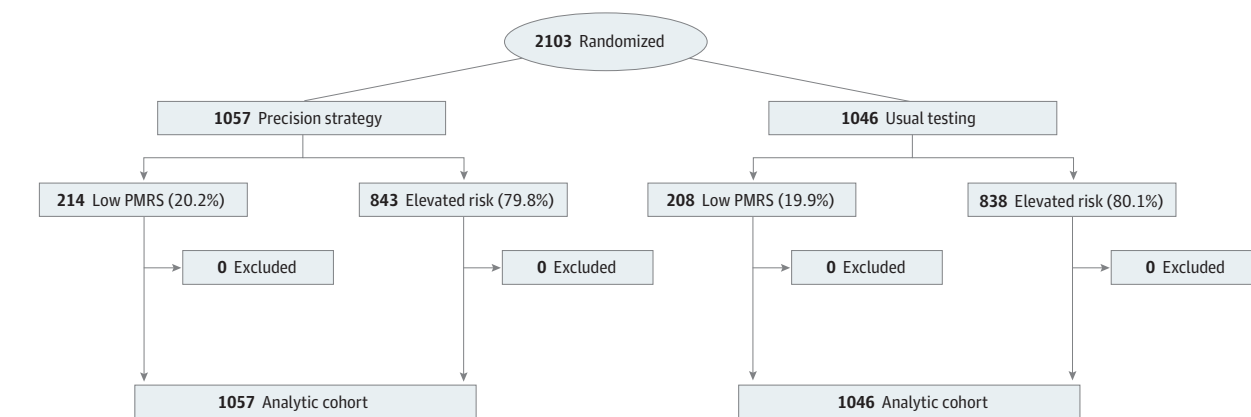 2103 Randomized
1057 Precision strategy
1046 Usual testing
214 Low PMRS (20.2%)
843 Elevated risk (79.8%)
208 Low PMRS (19.9%)
838 Elevated risk (80.1%)
0 Excluded
0 Excluded
0 Excluded
0 Excluded
1057 Analytic cohort
1046 Analytic cohort